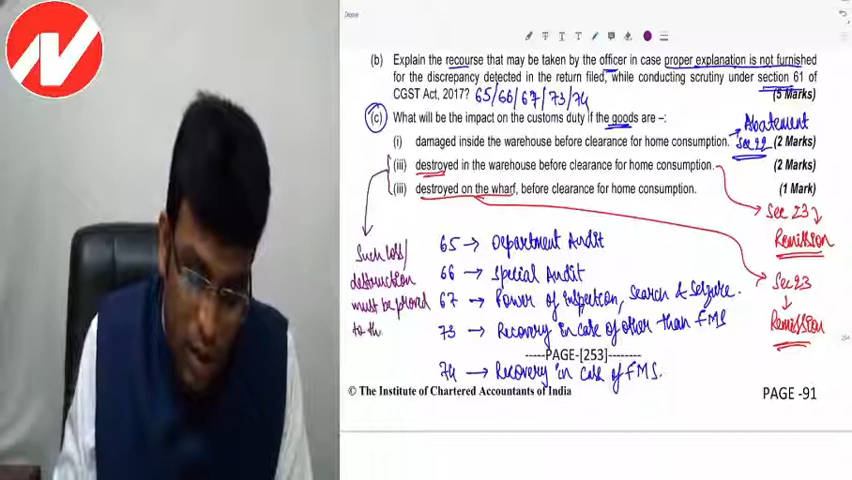 (b) Explain the recourse that may be taken by the officer in case proper explanation is not furnished
for the discrepancy detected in the return filed, while conducting scrutiny under section 61 of
CGST Act, 2017? 65/66/67/73/74 (5 Marks)
(c) What will be the impact on the customs duty if the goods are –: Abatement
(i) damaged inside the warehouse before clearance for home consumption. Sec 22 (2 Marks)
(iii) destroyed in the warehouse before clearance for home consumption. (2 Marks)
(iii) destroyed on the wharf, before clearance for home consumption. (1 Mark)
Sec 23
Remission
Sec 23
Remission
Such loss/
destruction
must be proved
to th
65 → Department Audit
66 → Special Audit
67 → Power of Inspection, Search & Seizure.
73 → Recovery in case of other than FMS
-----PAGE-[253]--------
74 → Recovery in case of FMS.
© The Institute of Chartered Accountants of India PAGE -91